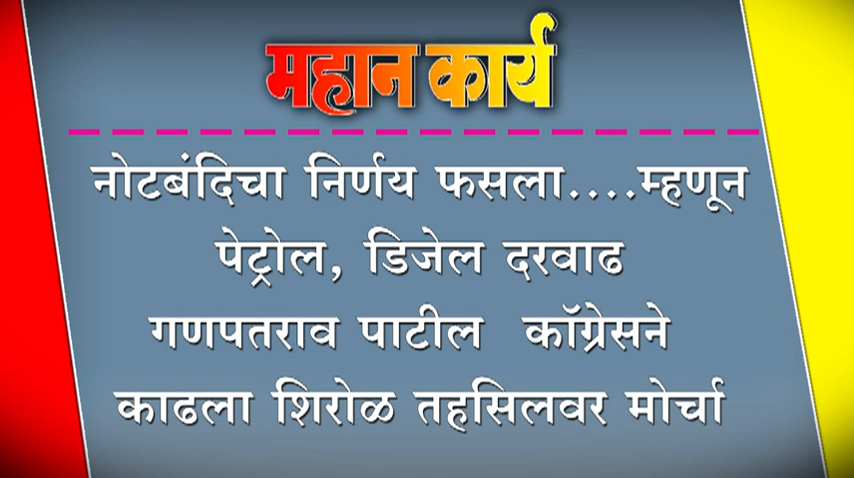 महान कार्य
नोटबंदिचा निर्णय फसला....म्हणून
पेट्रोल, डिजेल दरवाढ
गणपतराव पाटील कॉग्रेसने
काढला शिरोळ तहसिलवर मोर्चा